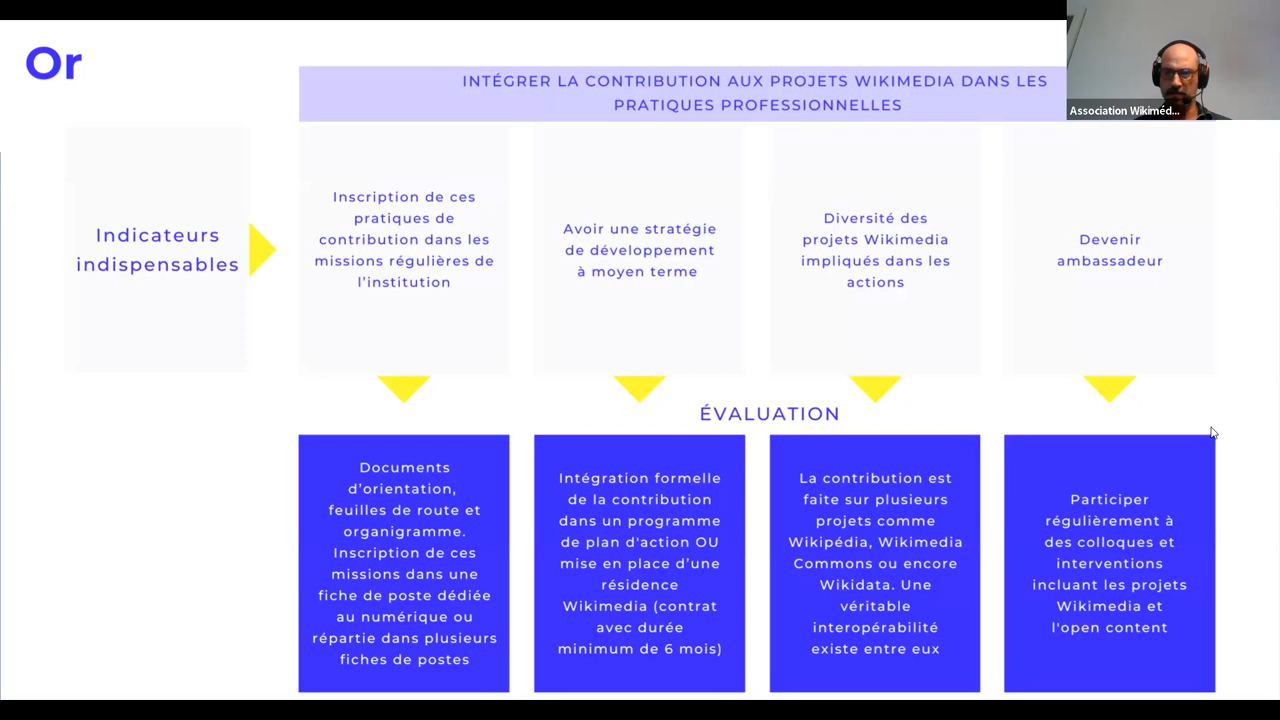 Or
INTÉGRER LA CONTRIBUTION AUX PROJETS WIKIMEDIA DANS LES
PRATIQUES PROFESSIONNELLES
Association Wikiméd...
Indicateurs
indispensables
Inscription de ces
pratiques de
contribution dans les
missions régulières de
l'institution
Avoir une stratégie
de développement
à moyen terme
Diversité des
projets Wikimedia
impliqués dans les
actions
Devenir
ambassadeur
ÉVALUATION
Documents
d'orientation,
feuilles de route et
organigramme.
Inscription de ces
missions dans une
fiche de poste dédiée
au numérique ou
répartie dans plusieurs
fiches de postes
Intégration formelle
de la contribution
dans un programme
de plan d'action OU
mise en place d'une
résidence
Wikimedia (contrat
avec durée
minimum de 6 mois)
La contribution est
faite sur plusieurs
projets comme
Wikipédia, Wikimedia
Commons ou encore
Wikidata. Une
véritable
interopérabilité
existe entre eux
Participer
régulièrement à
des colloques et
interventions
incluant les projets
Wikimedia et
l'open content